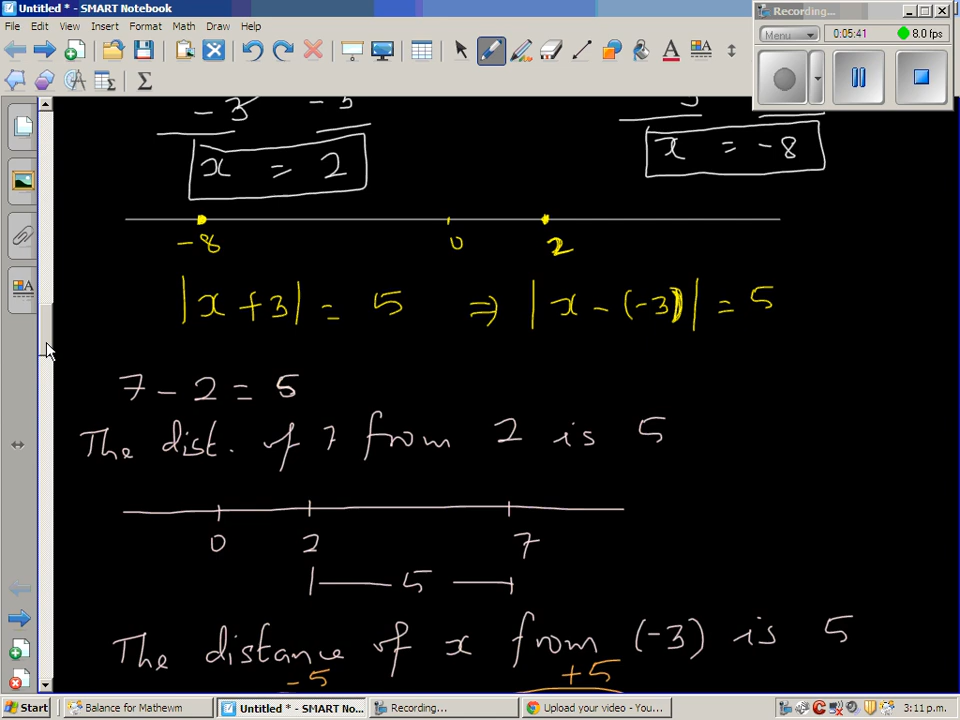 Untitled * - SMART Notebook
Recording...
File Edit View Insert Format Tools Math Draw Help
Menu 0:05:41 8.0 fps
-3 -3
x = 2
x = -8
-8 0 2
|x + 3| = 5 ⇒ |x - (-3)| = 5
7 - 2 = 5
The dist. of 7 from 2 is 5
0 2 7
5
The distance of x from (-3) is 5
-5 +5
Start Balance for Mathewm Untitled * - SMART No... Recording... Upload your video - You... 3:11 p.m.